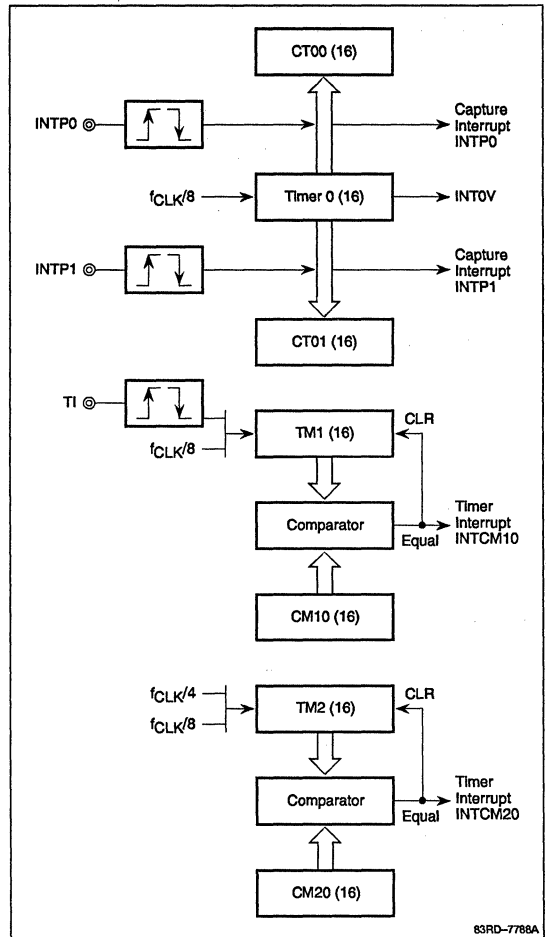 CT00 (16)
INTP0
Capture
Interrupt
INTP0
fCLK/8
Timer 0 (16)
INT0V
INTP1
Capture
Interrupt
INTP1
CT01 (16)
TI
fCLK/8
TM1 (16)
CLR
Comparator
Equal
Timer
Interrupt
INTCM10
CM10 (16)
fCLK/4
fCLK/8
TM2 (16)
CLR
Comparator
Equal
Timer
Interrupt
INTCM20
CM20 (16)
83RD–7788A